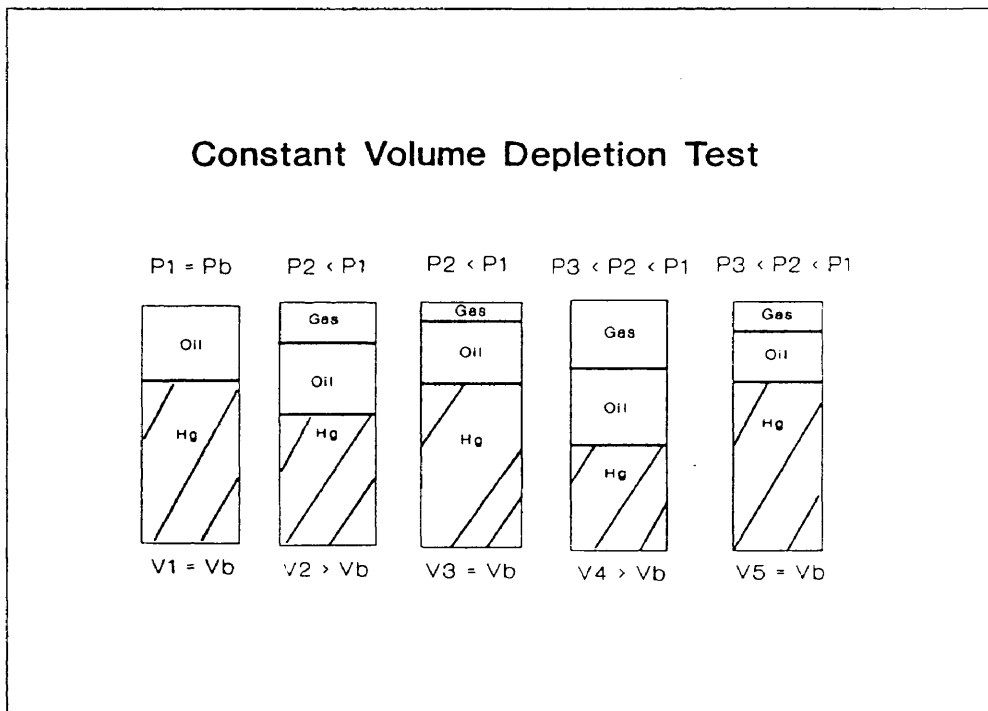 Constant Volume Depletion Test
P1 = Pb
P2 < P1
P2 < P1
P3 < P2 < P1
P3 < P2 < P1
Oil
Hg
Gas
Oil
Hg
Gas
Oil
Hg
Gas
Oil
Hg
Gas
Oil
Hg
V1 = Vb
V2 > Vb
V3 = Vb
V4 > Vb
V5 = Vb